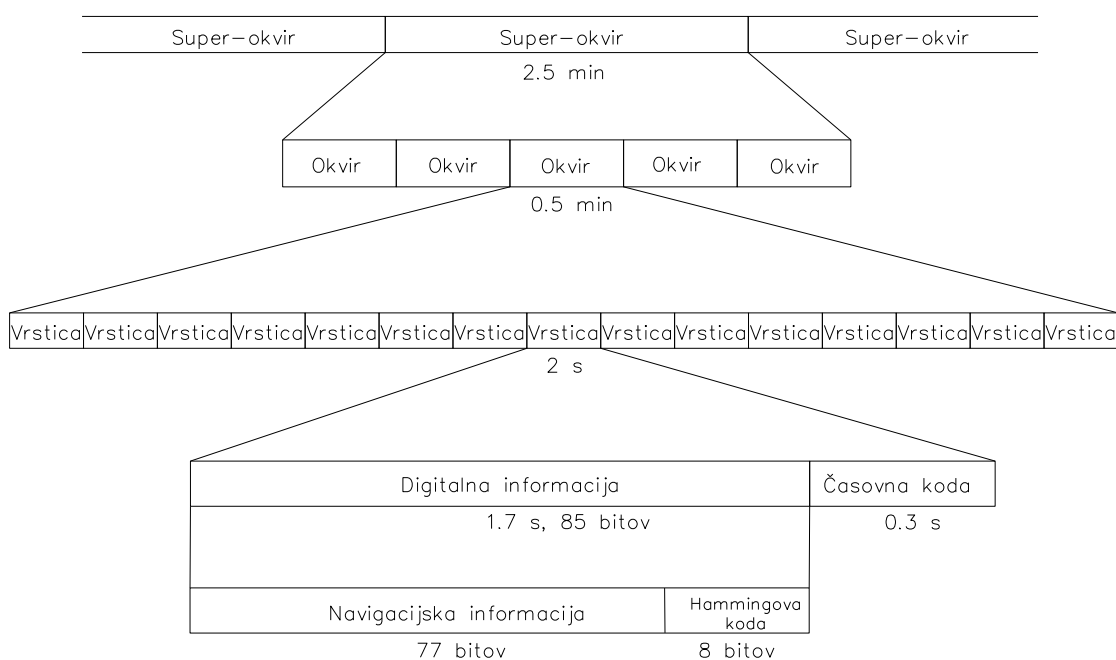 Super-okvir Super-okvir Super-okvir
2.5 min
Okvir Okvir Okvir Okvir Okvir
0.5 min
Vrstica Vrstica Vrstica Vrstica Vrstica Vrstica Vrstica Vrstica Vrstica Vrstica Vrstica Vrstica Vrstica Vrstica Vrstica
2 s
Digitalna informacija Časovna koda
1.7 s, 85 bitov 0.3 s
Navigacijska informacija Hammingova
koda
77 bitov 8 bitov